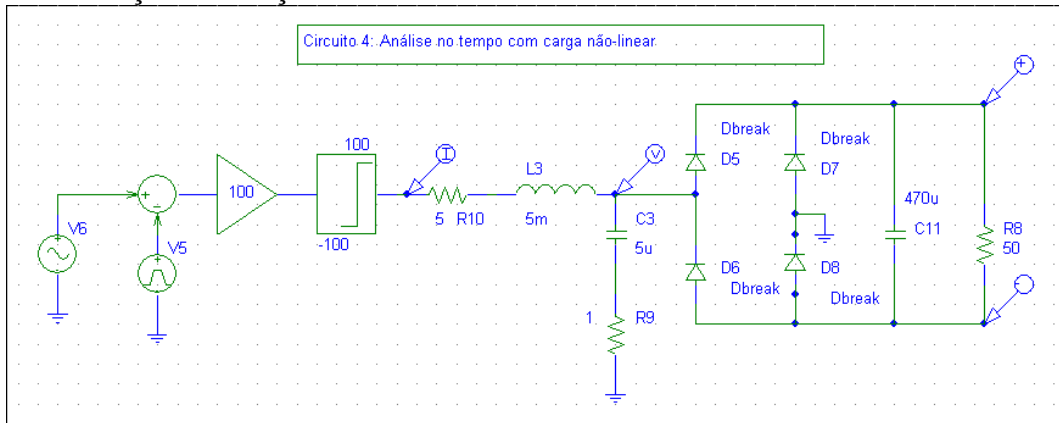 Circuito 4: Análise no tempo com carga não-linear
100
100
-100
V6
V5
I
5 R10
L3
5m
V
C3
5u
1
R9
Dbreak
D5
Dbreak
D7
D6
Dbreak
D8
Dbreak
470u
C11
R8
50
+
-